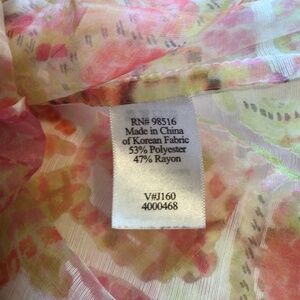 RN# 98516
Made in China
of Korean Fabric
53% Polyester
47% Rayon
V#J160
4000468